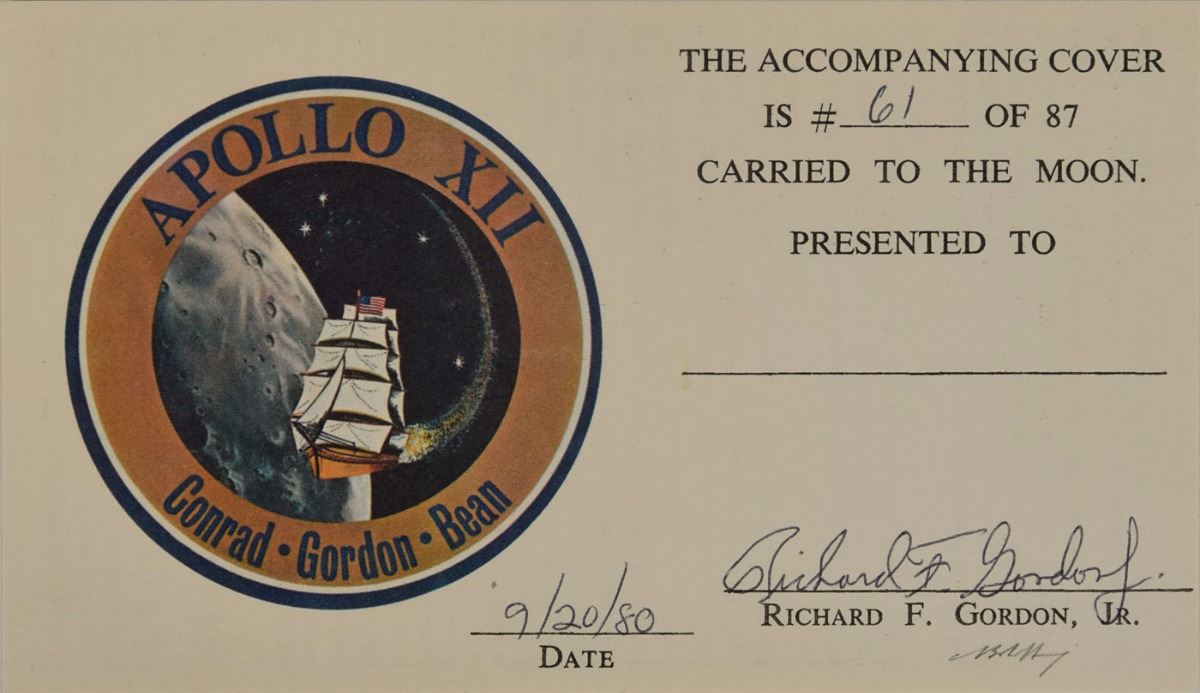 APOLLO XII
Conrad · Gordon · Bean
THE ACCOMPANYING COVER
IS # 61 OF 87
CARRIED TO THE MOON.
PRESENTED TO
9/20/80
DATE
Richard F. Gordon Jr.
RICHARD F. GORDON, JR.